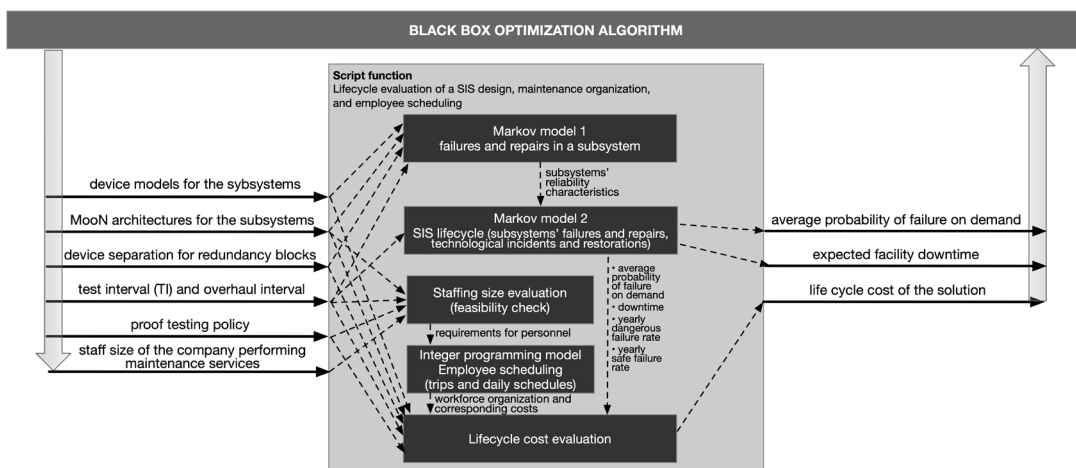 BLACK BOX OPTIMIZATION ALGORITHM
Script function
Lifecycle evaluation of a SIS design, maintenance organization,
and employee scheduling
Markov model 1
failures and repairs in a subsystem
subsystems'
reliability
characteristics
Markov model 2
SIS lifecycle (subsystems' failures and repairs,
technological incidents and restorations)
• average
probability
of failure
on demand
• downtime
• yearly
dangerous
failure rate
• yearly
safe failure
rate
Staffing size evaluation
(feasibility check)
requirements for personnel
Integer programming model
Employee scheduling
(trips and daily schedules)
workforce organization and
corresponding costs
Lifecycle cost evaluation
device models for the sybsystems
MooN architectures for the subsystems
device separation for redundancy blocks
test interval (TI) and overhaul interval
proof testing policy
staff size of the company performing
maintenance services
average probability of failure on demand
expected facility downtime
life cycle cost of the solution